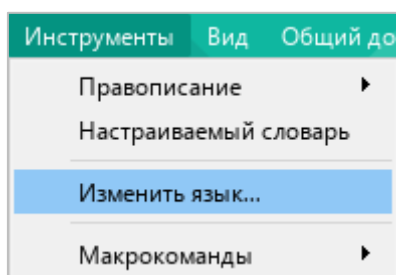 Инструменты Вид Общий до
Правописание
Настраиваемый словарь
Изменить язык...
Макрокоманды